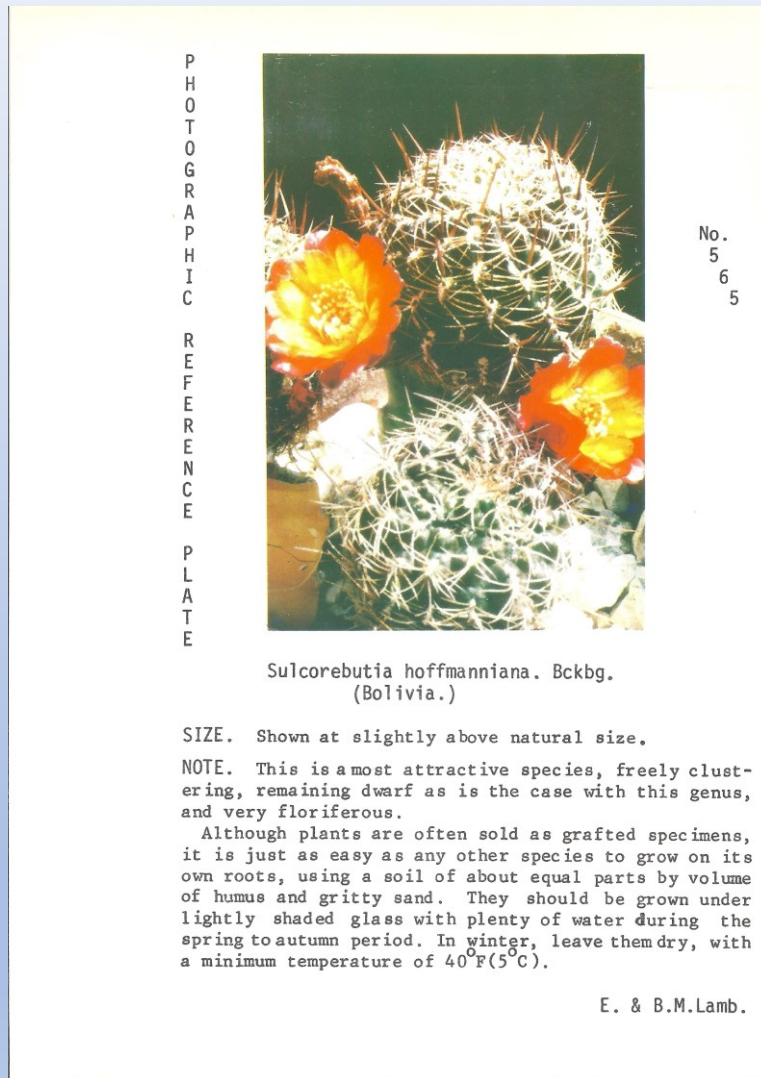 PHOTOGRAPHIC REFERENCE PLATE
No.
5
6
5
Sulcorebutia hoffmanniana. Bckbg.
(Bolivia.)
SIZE. Shown at slightly above natural size.
NOTE. This is a most attractive species, freely clust-
ering, remaining dwarf as is the case with this genus,
and very floriferous.
Although plants are often sold as grafted specimens,
it is just as easy as any other species to grow on its
own roots, using a soil of about equal parts by volume
of humus and gritty sand. They should be grown under
lightly shaded glass with plenty of water during the
spring to autumn period. In winter, leave them dry, with
a minimum temperature of 40°F(5°C).
E. & B.M.Lamb.